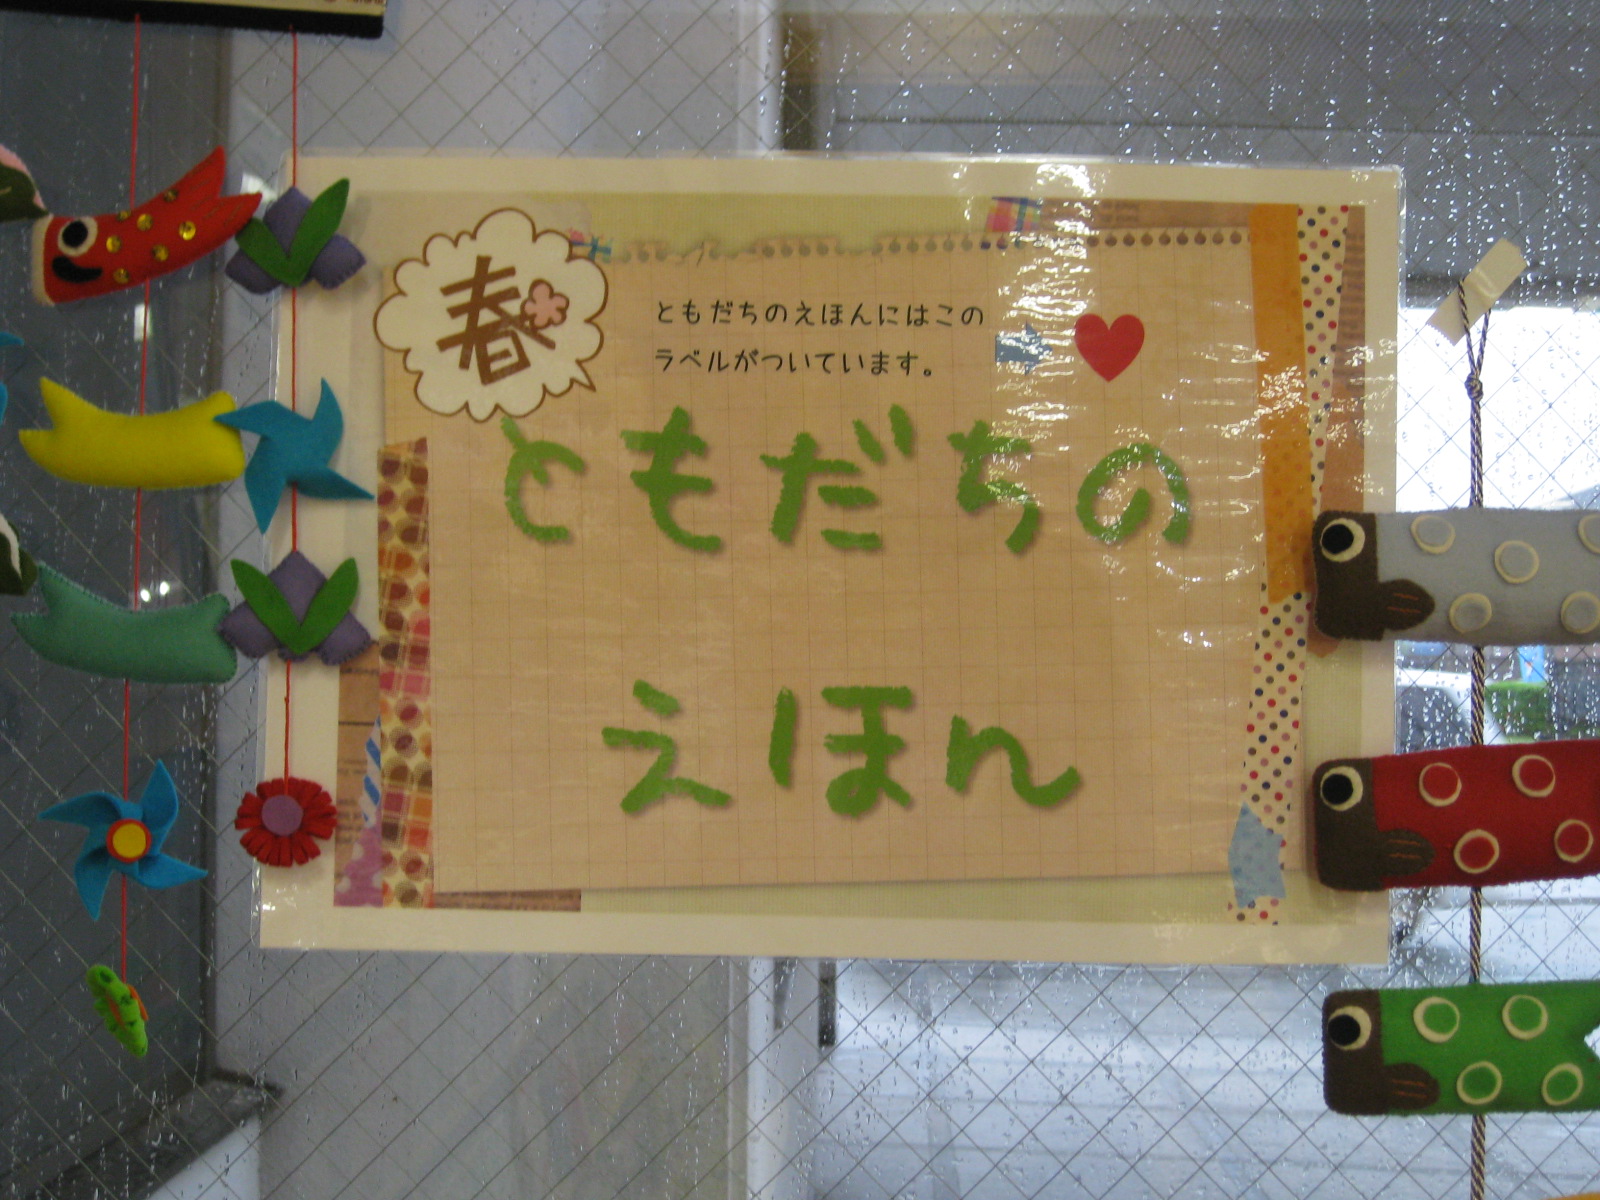 春
ともだちのえほんにはこの
ラベルがついています。
ともだちの
えほん